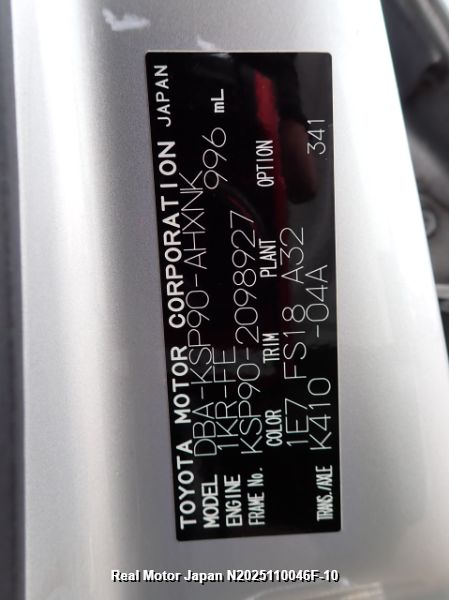 TOYOTA MOTOR CORPORATION JAPAN
MODEL DBA-KSP90-AHXNK
ENGINE 1KR-FE 996 mL
FRAME No. KSP90-2098927
COLOR TRIM PLANT OPTION
1E7 FS18 A32 341
TRANS./AXLE K410 -04A
Real Motor Japan N2025110046F-10